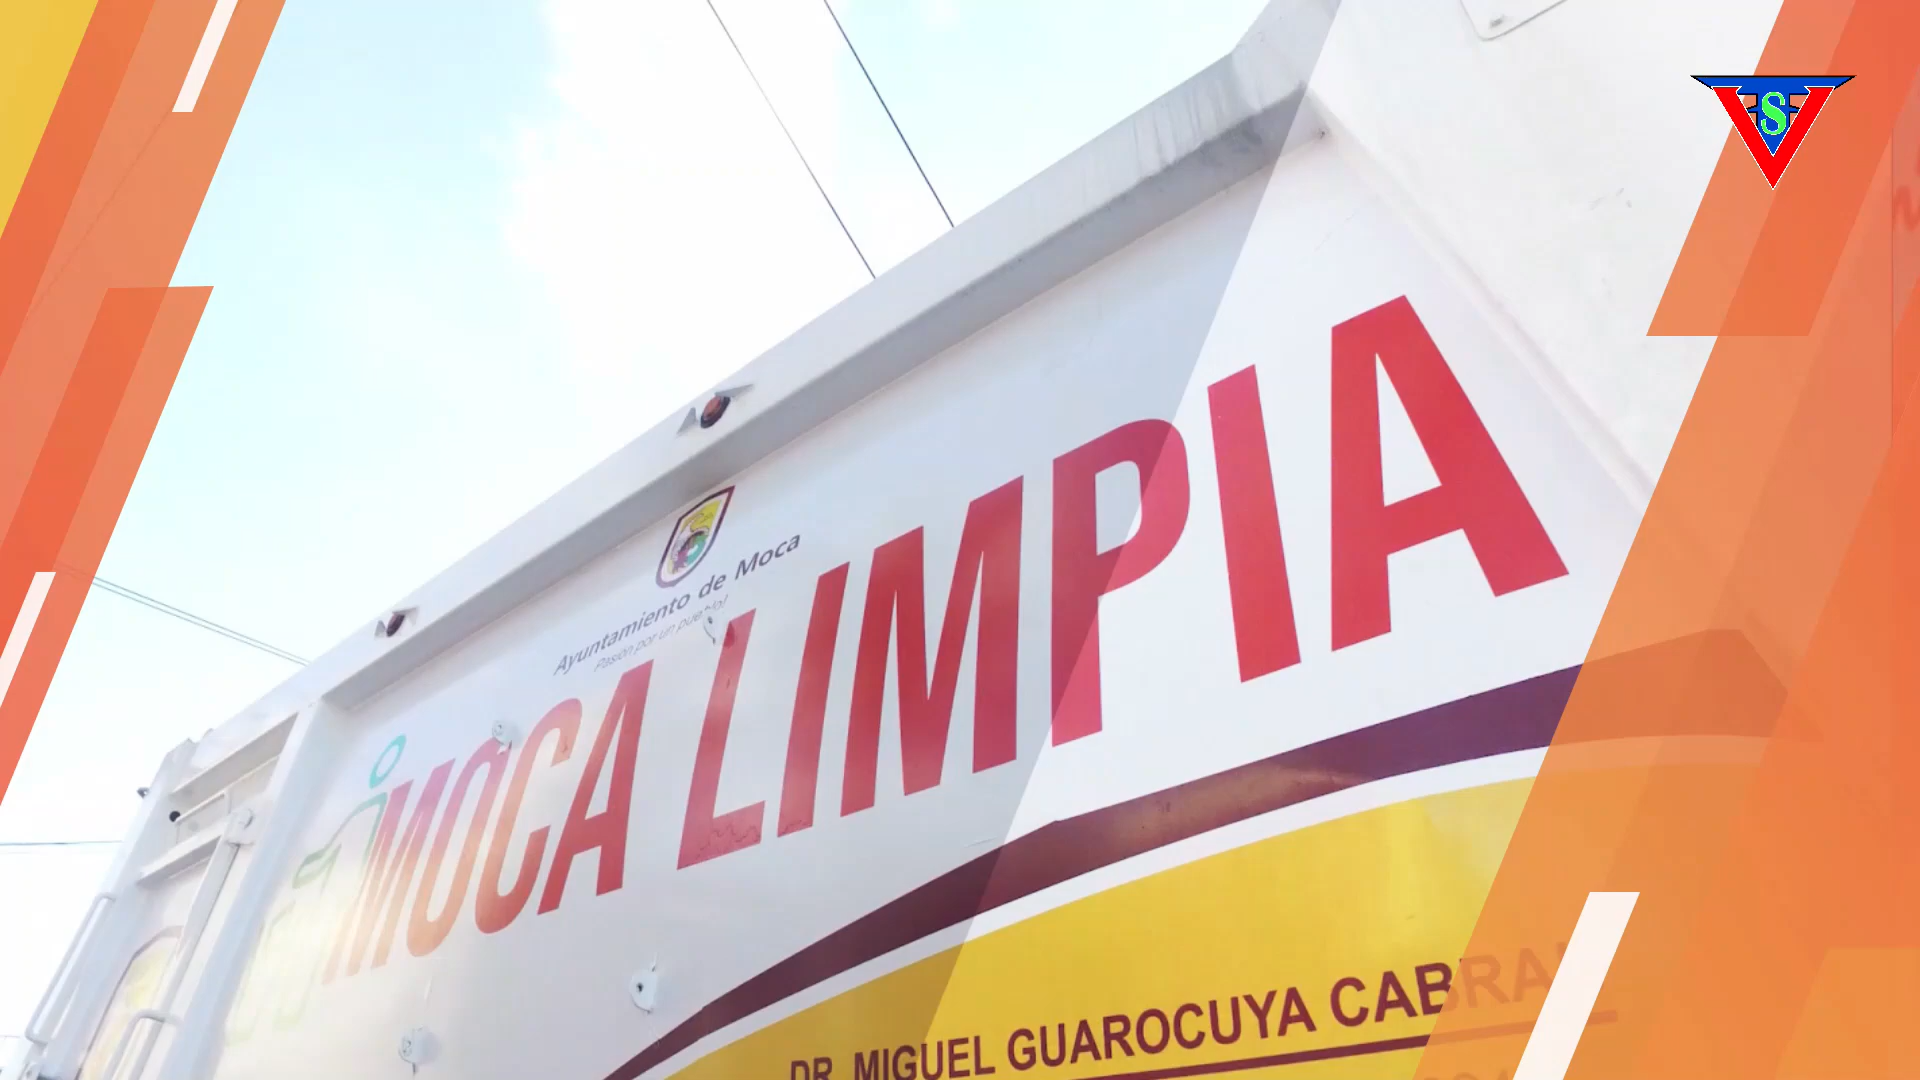 Ayuntamiento de Moca
Pasión por un pueblo!
MOCA LIMPIA
DR. MIGUEL GUAROCUYA CABRAL